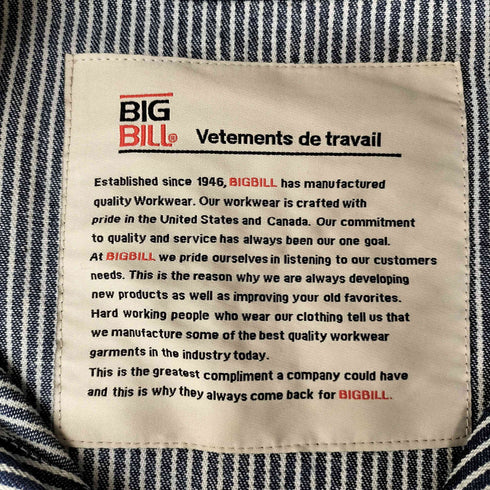 BIG
BILL®
Vetements de travail
Established since 1946, BIGBILL has manufactured
quality Workwear. Our workwear is crafted with
pride in the United States and Canada. Our commitment
to quality and service has always been our one goal.
At BIGBILL we pride ourselves in listening to our customers
needs. This is the reason why we are always developing
new products as well as improving your old favorites.
Hard working people who wear our clothing tell us that
we manufacture some of the best quality workwear
garments in the industry today.
This is the greatest compliment a company could have
and this is why they always come back for BIGBILL.